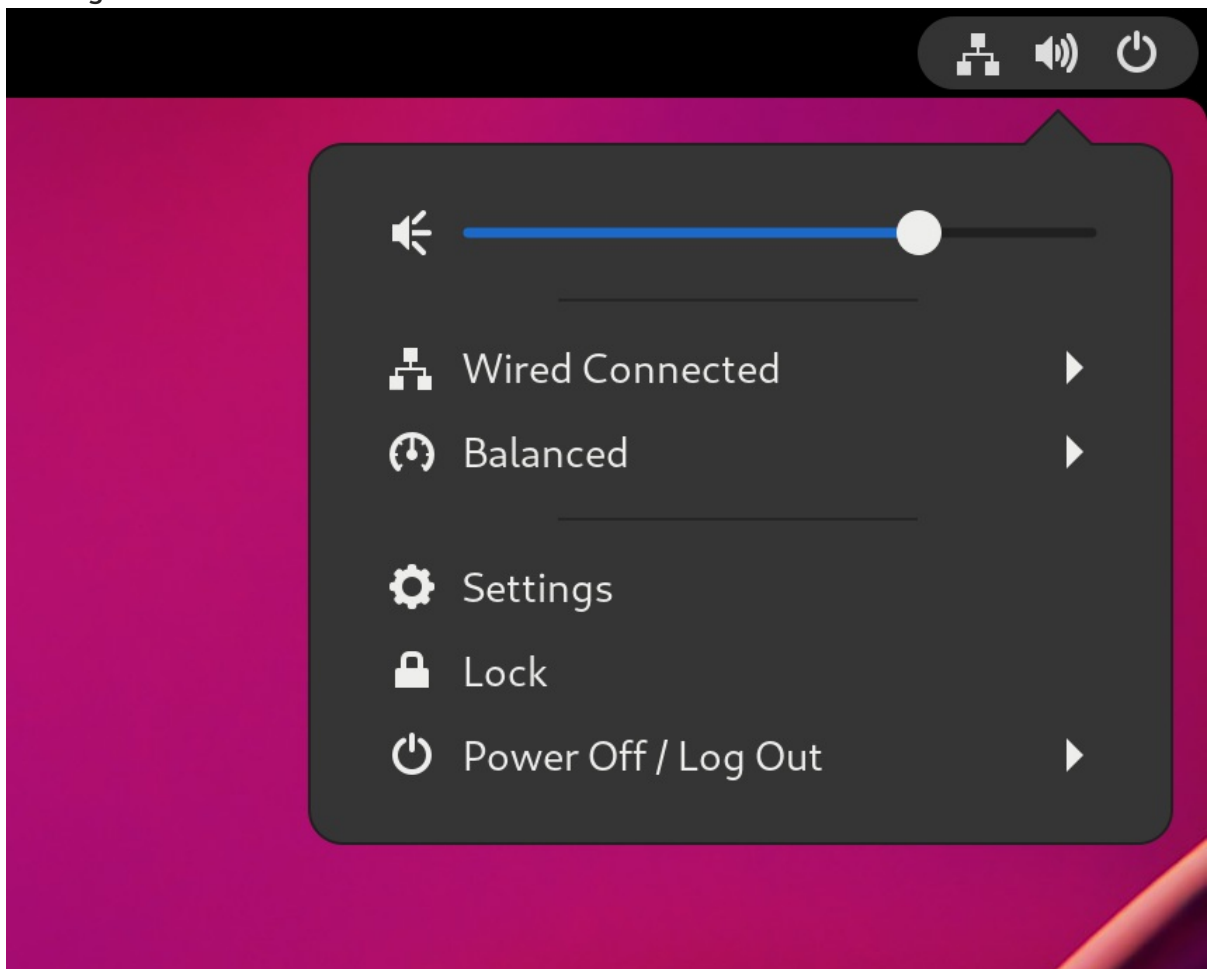 Wired Connected
Balanced
Settings
Lock
Power Off / Log Out